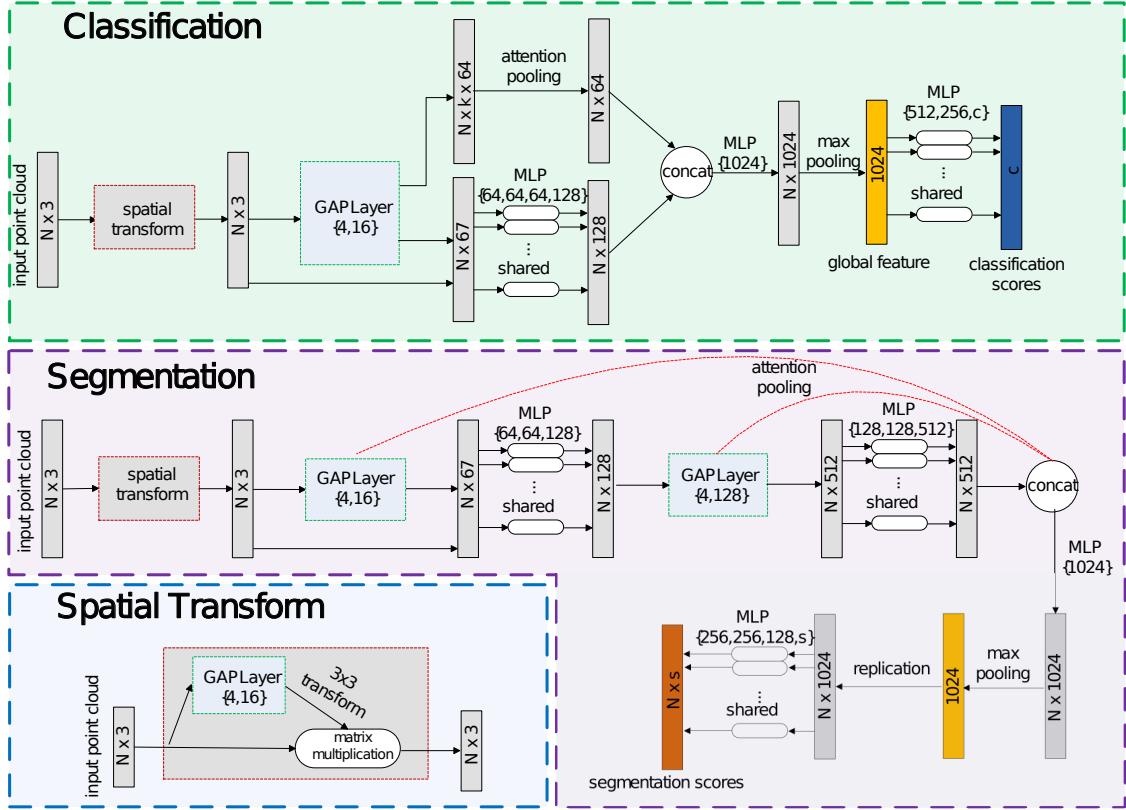 Classification
input point cloud
N x 3
spatial
transform
N x 3
GAPLayer
{4,16}
N x k x 64
attention
pooling
N x 64
N x 67
MLP
{64,64,64,128}
...
shared
N x 128
concat
MLP
{1024}
N x 1024
max
pooling
1024
global feature
MLP
{512,256,c}
...
shared
c
classification
scores
Segmentation
input point cloud
N x 3
spatial
transform
N x 3
GAPLayer
{4,16}
N x 67
MLP
{64,64,128}
...
shared
N x 128
GAPLayer
{4,128}
attention
pooling
N x 512
MLP
{128,128,512}
...
shared
N x 512
concat
MLP
{1024}
N x 1024
max
pooling
1024
replication
N x 1024
MLP
{256,256,128,s}
...
shared
N x s
segmentation scores
Spatial Transform
input point cloud
N x 3
GAPLayer
{4,16}
3x3
transform
matrix
multiplication
N x 3